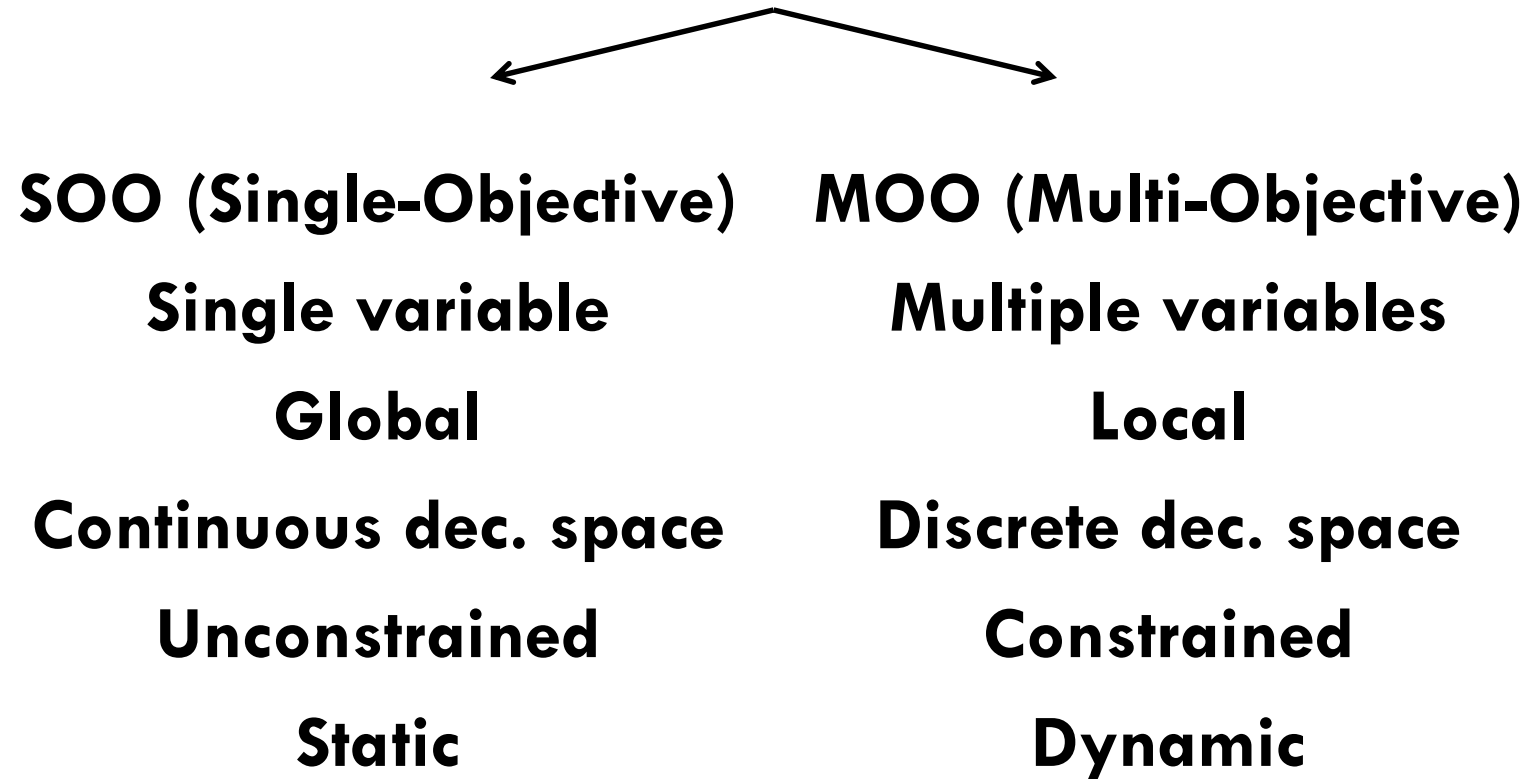 SOO (Single-Objective) MOO (Multi-Objective)
Single variable Multiple variables
Global Local
Continuous dec. space Discrete dec. space
Unconstrained Constrained
Static Dynamic